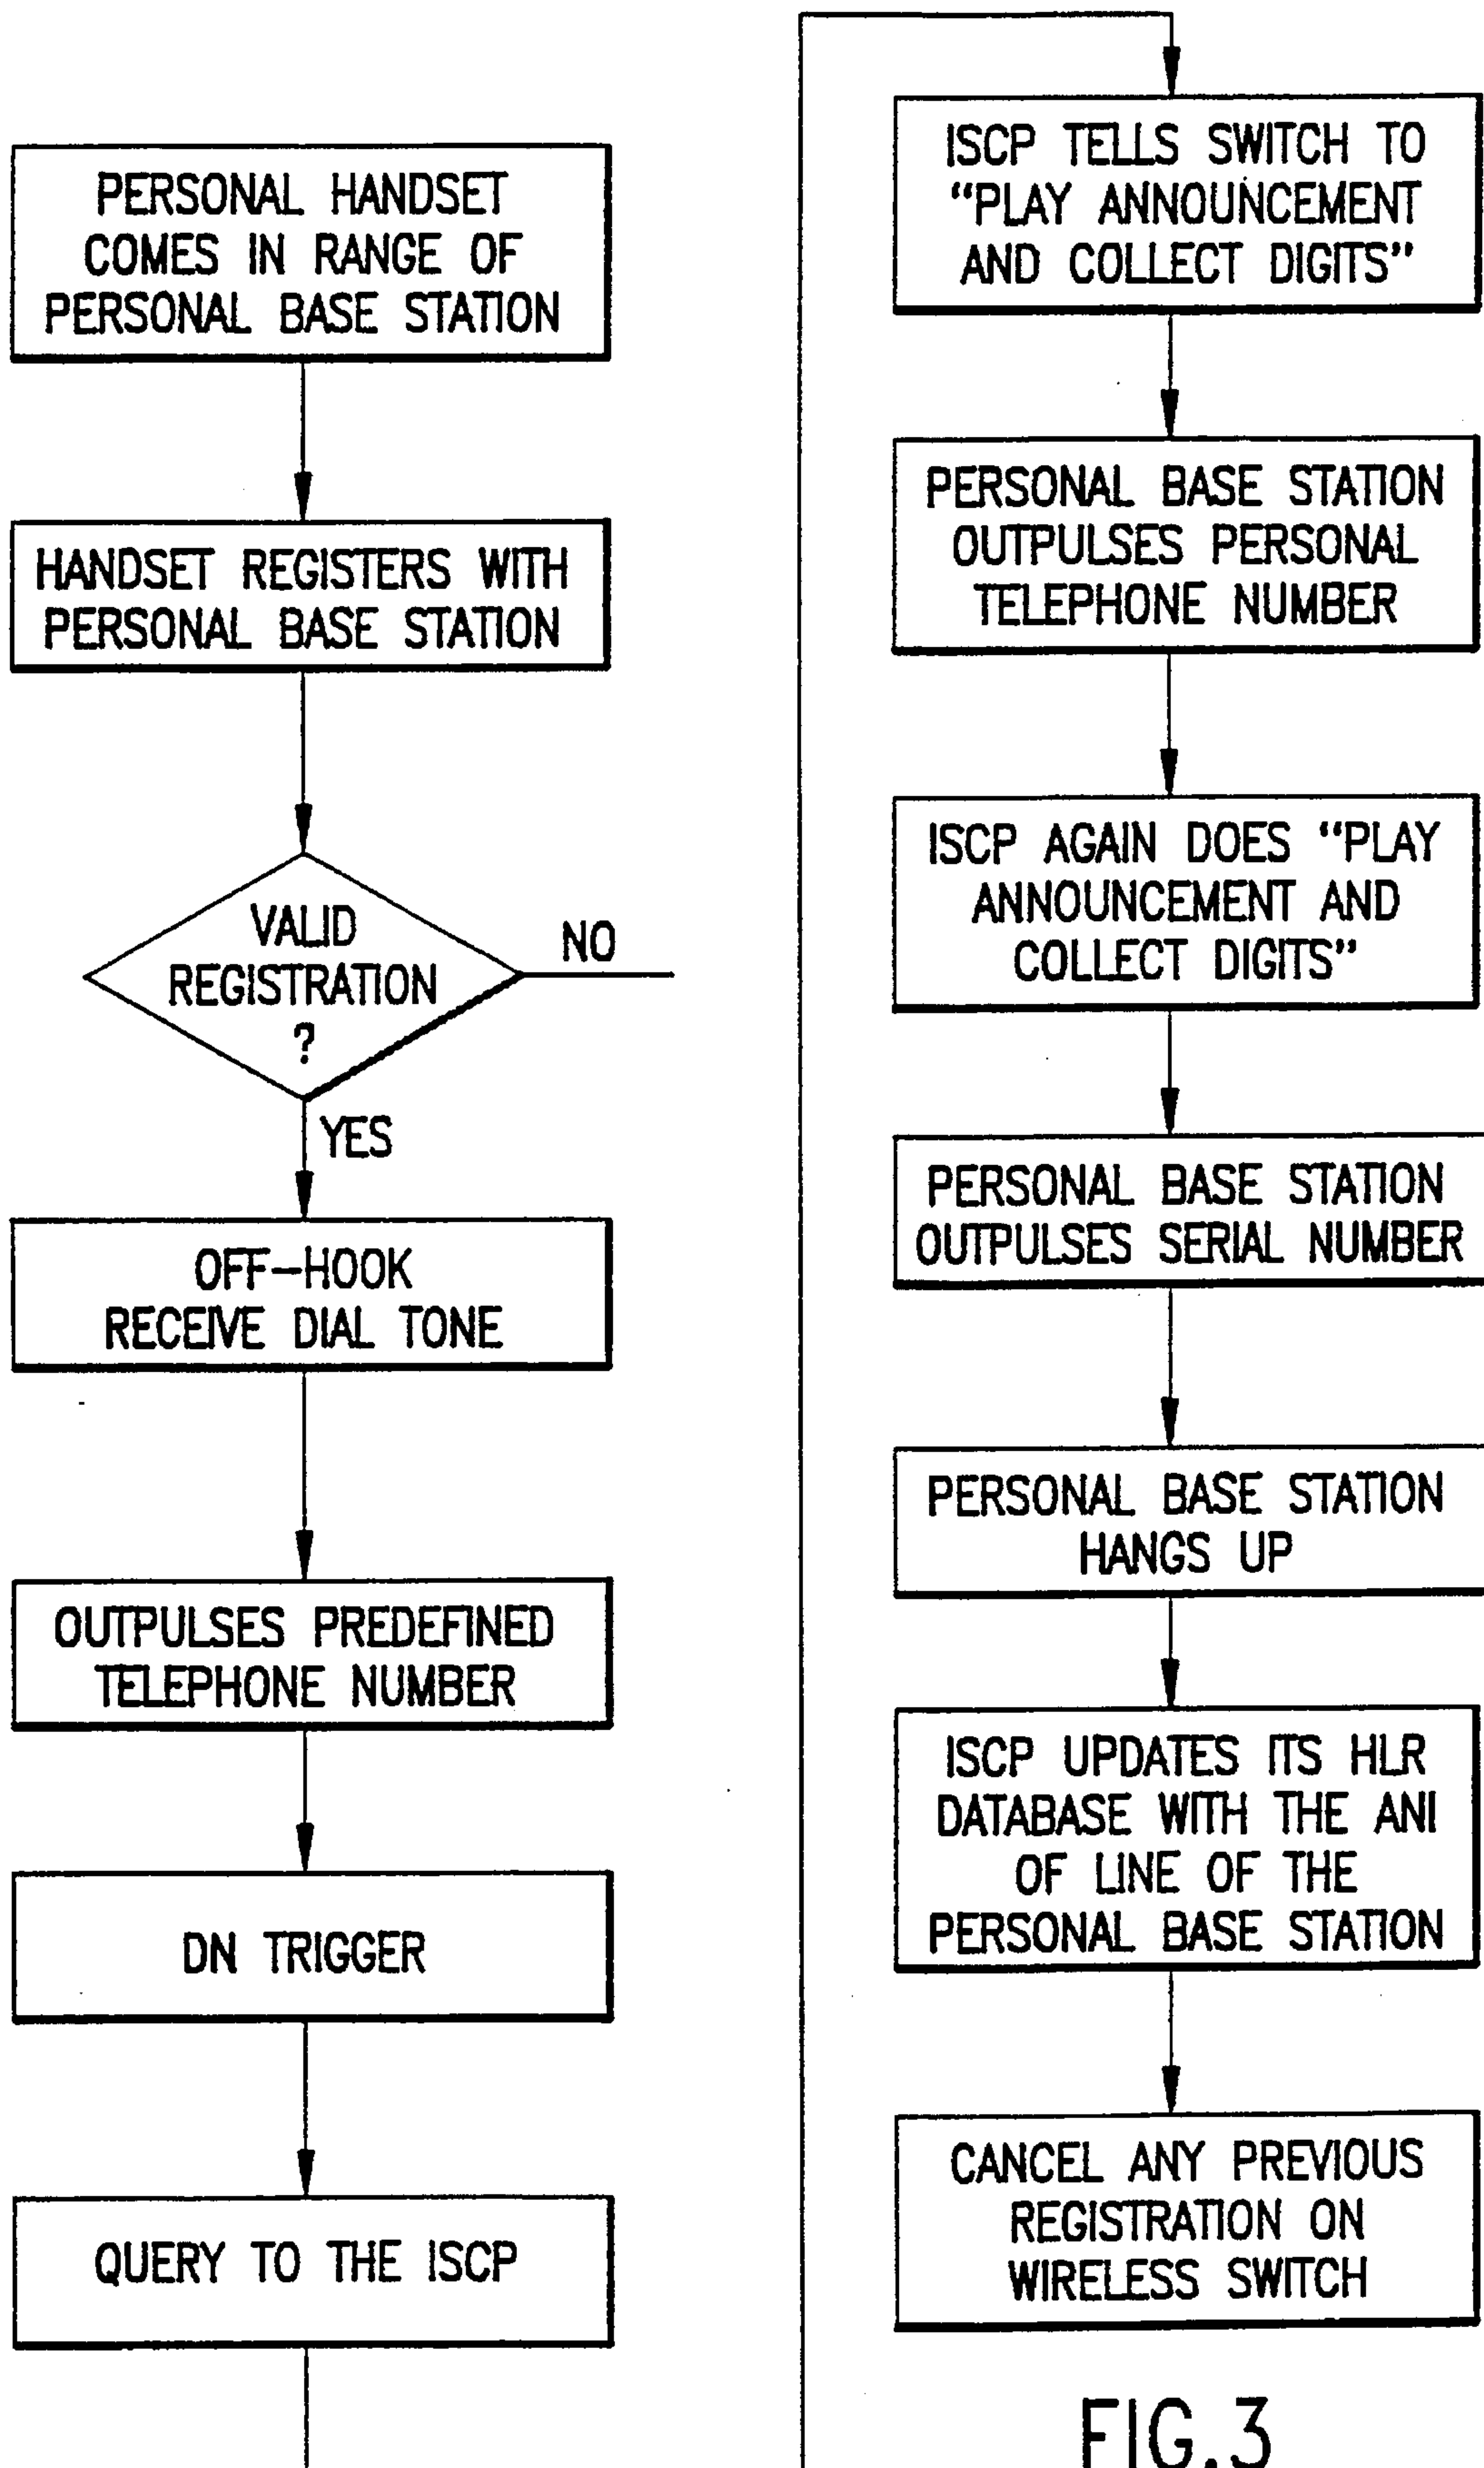 PERSONAL HANDSET
COMES IN RANGE OF
PERSONAL BASE STATION
HANDSET REGISTERS WITH
PERSONAL BASE STATION
VALID
REGISTRATION
?
NO
YES
OFF-HOOK
RECEIVE DIAL TONE
OUTPULSES PREDEFINED
TELEPHONE NUMBER
DN TRIGGER
QUERY TO THE ISCP
ISCP TELLS SWITCH TO
“PLAY ANNOUNCEMENT
AND COLLECT DIGITS”
PERSONAL BASE STATION
OUTPULSES PERSONAL
TELEPHONE NUMBER
ISCP AGAIN DOES “PLAY
ANNOUNCEMENT AND
COLLECT DIGITS”
PERSONAL BASE STATION
OUTPULSES SERIAL NUMBER
PERSONAL BASE STATION
HANGS UP
ISCP UPDATES ITS HLR
DATABASE WITH THE ANI
OF LINE OF THE
PERSONAL BASE STATION
CANCEL ANY PREVIOUS
REGISTRATION ON
WIRELESS SWITCH
FIG.3